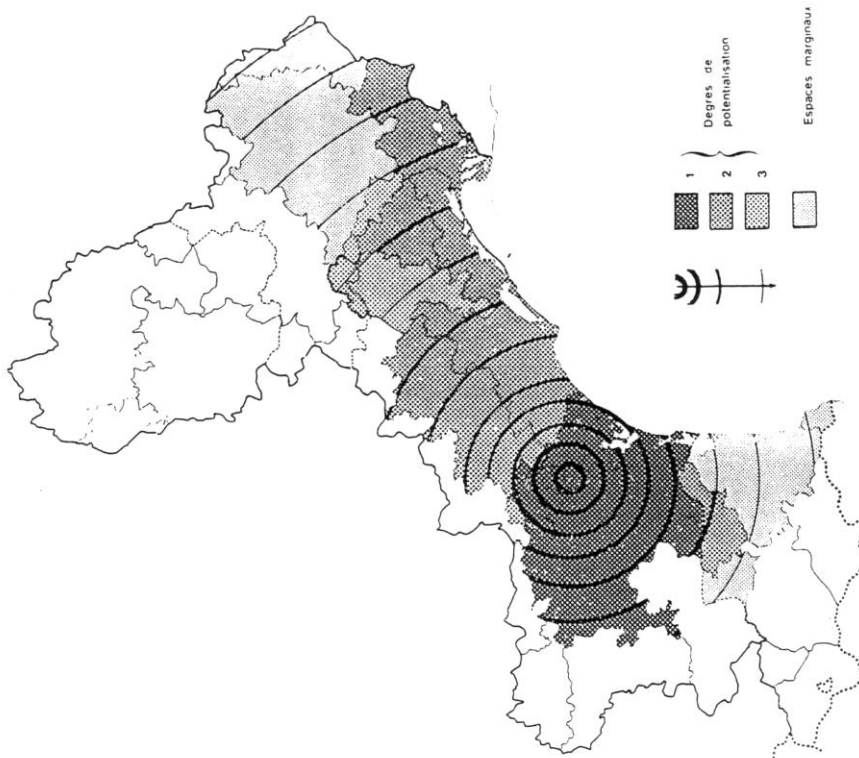 1
2
3
Degres de
potentialisation
Espaces marginaux